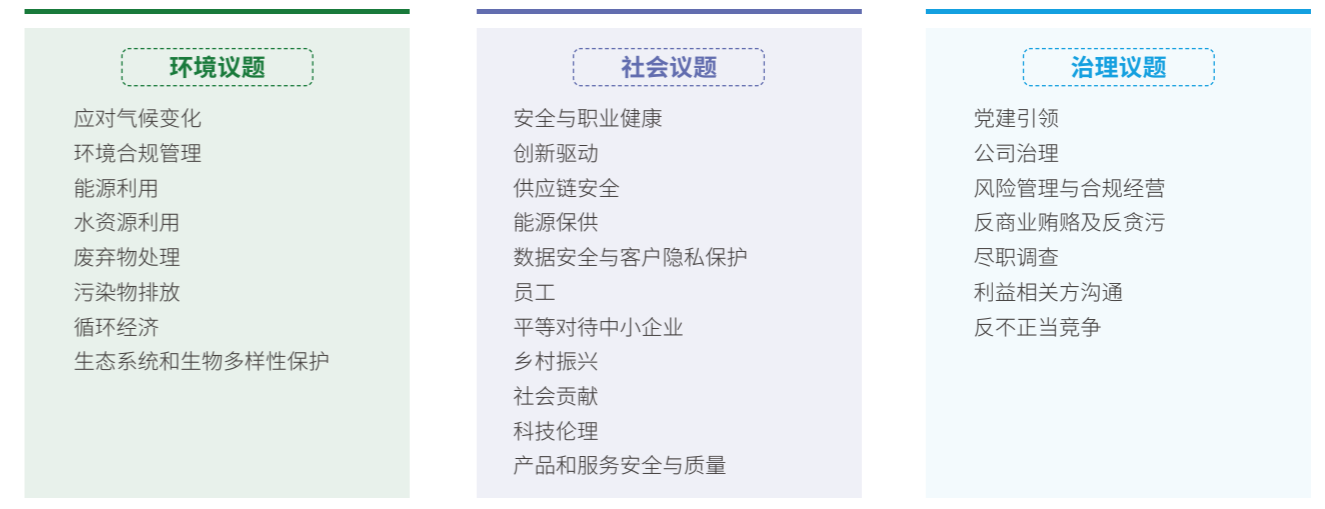 环境议题
应对气候变化
环境合规管理
能源利用
水资源利用
废弃物处理
污染物排放
循环经济
生态系统和生物多样性保护
社会议题
安全与职业健康
创新驱动
供应链安全
能源保供
数据安全与客户隐私保护
员工
平等对待中小企业
乡村振兴
社会贡献
科技伦理
产品和服务安全与质量
治理议题
党建引领
公司治理
风险管理与合规经营
反商业贿赂及反贪污
尽职调查
利益相关方沟通
反不正当竞争